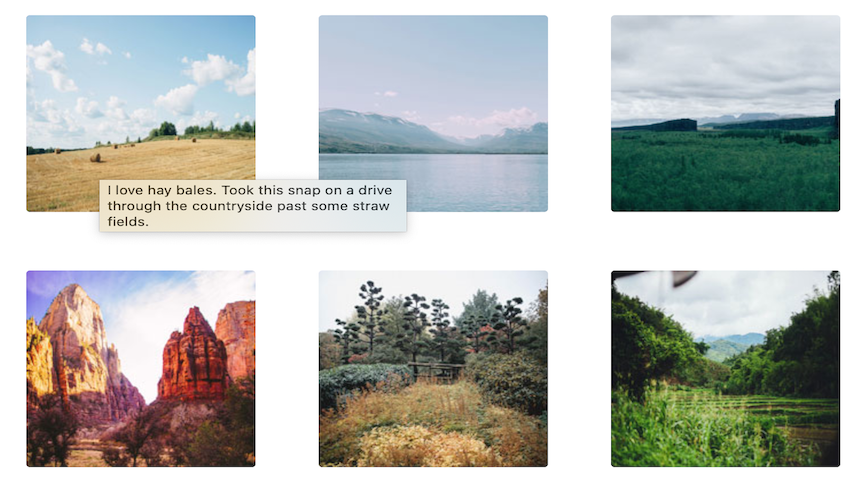 I love hay bales. Took this snap on a drive
through the countryside past some straw
fields.